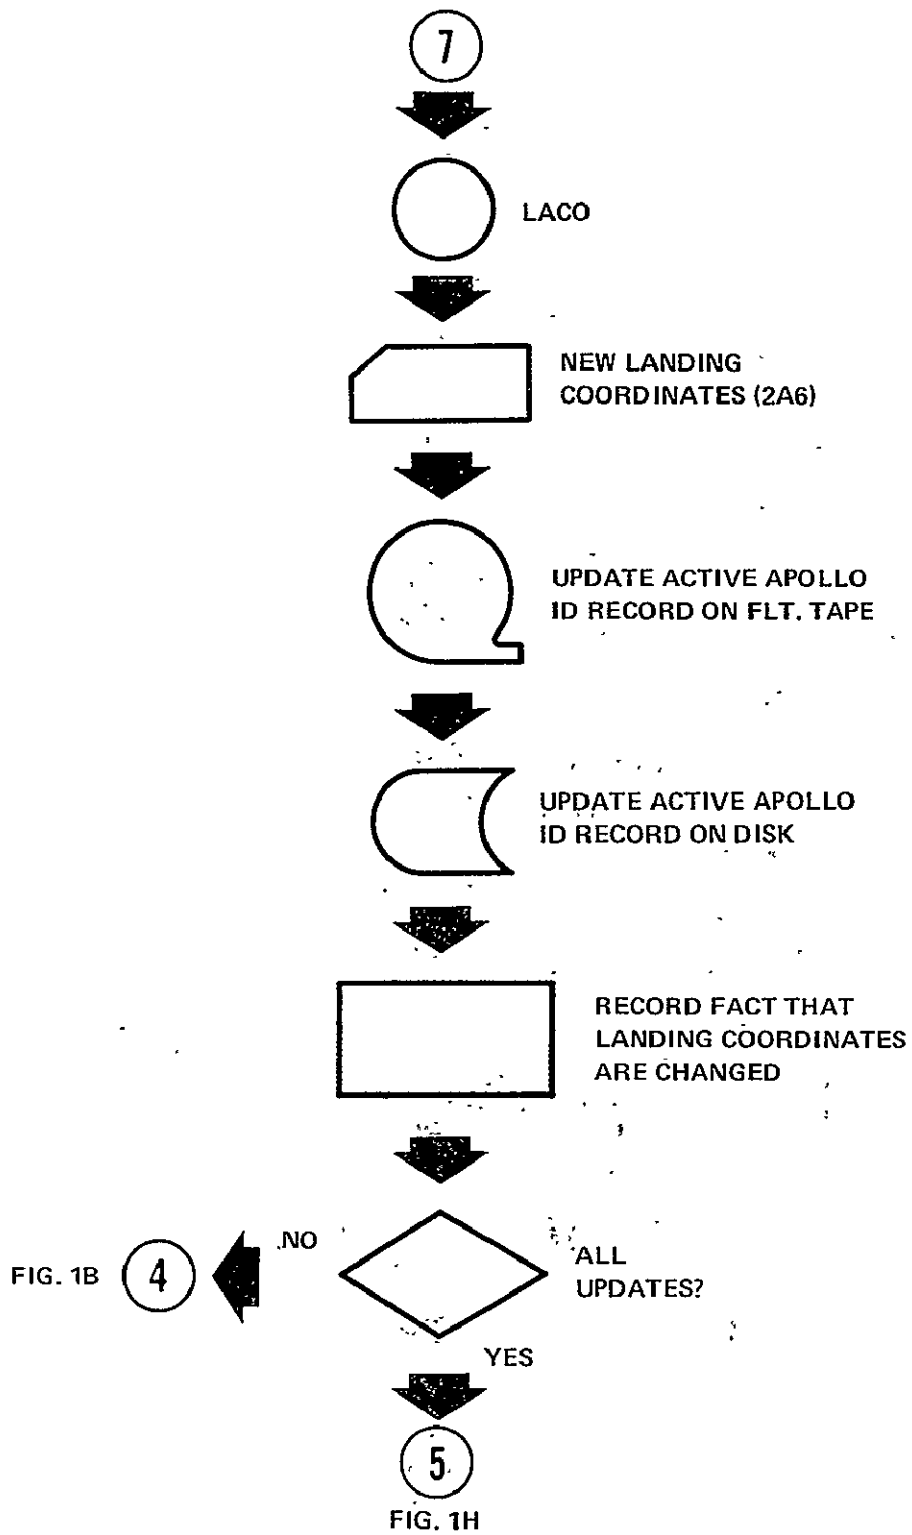 7
LACO
NEW LANDING
COORDINATES (2A6)
UPDATE ACTIVE APOLLO
ID RECORD ON FLT. TAPE
UPDATE ACTIVE APOLLO
ID RECORD ON DISK
RECORD FACT THAT
LANDING COORDINATES
ARE CHANGED
NO
FIG. 1B 4
ALL
UPDATES?
YES
5
FIG. 1H